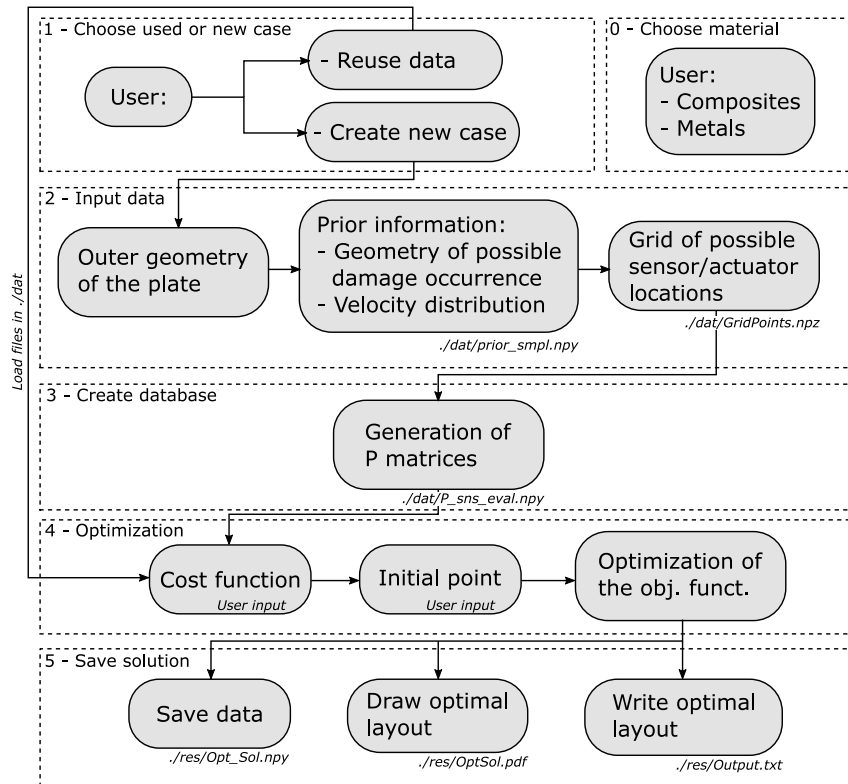 1 - Choose used or new case
User:
- Reuse data
- Create new case
0 - Choose material
User:
- Composites
- Metals
Load files in ./dat
2 - Input data
Outer geometry
of the plate
Prior information:
- Geometry of possible
damage occurrence
- Velocity distribution
./dat/prior_smpl.npy
Grid of possible
sensor/actuator
locations
./dat/GridPoints.npz
3 - Create database
Generation of
P matrices
./dat/P_sns_eval.npy
4 - Optimization
Cost function
User input
Initial point
User input
Optimization of
the obj. funct.
5 - Save solution
Save data
./res/Opt_Sol.npy
Draw optimal
layout
./res/OptSol.pdf
Write optimal
layout
./res/Output.txt